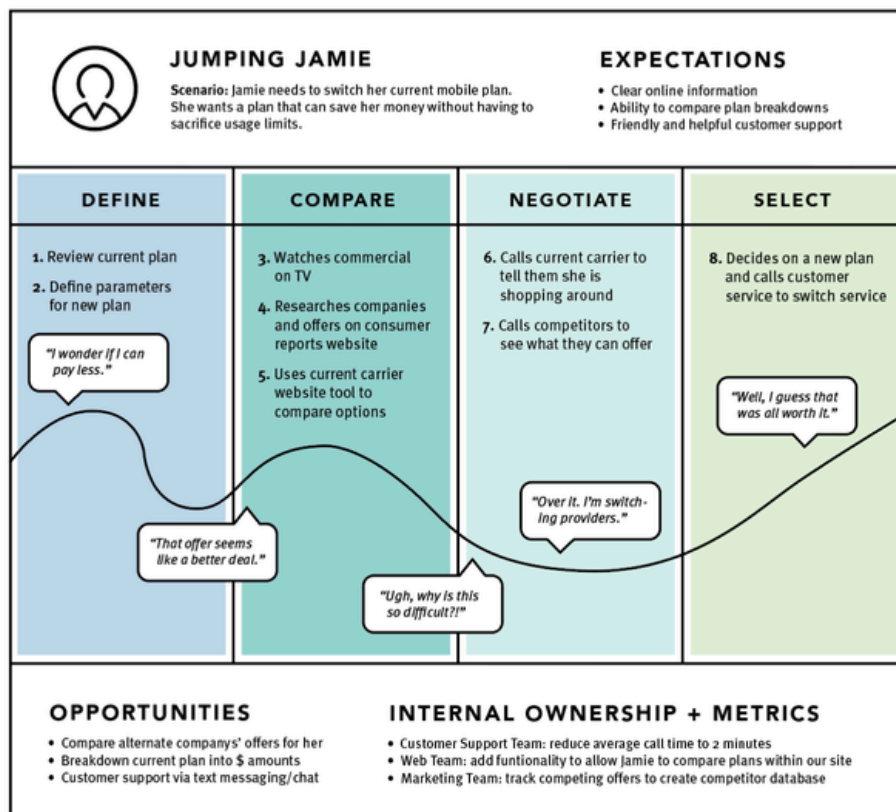 JUMPING JAMIE
Scenario: Jamie needs to switch her current mobile plan.
She wants a plan that can save her money without having to
sacrifice usage limits.
EXPECTATIONS
• Clear online information
• Ability to compare plan breakdowns
• Friendly and helpful customer support
DEFINE
1. Review current plan
2. Define parameters
for new plan
"I wonder if I can
pay less."
COMPARE
3. Watches commercial
on TV
4. Researches companies
and offers on consumer
reports website
5. Uses current carrier
website tool to
compare options
"That offer seems
like a better deal."
NEGOTIATE
6. Calls current carrier to
tell them she is
shopping around
7. Calls competitors to
see what they can offer
"Ugh, why is this
so difficult?!"
"Over it. I'm switch-
ing providers."
SELECT
8. Decides on a new plan
and calls customer
service to switch service
"Well, I guess that
was all worth it."
OPPORTUNITIES
• Compare alternate companys' offers for her
• Breakdown current plan into $ amounts
• Customer support via text messaging/chat
INTERNAL OWNERSHIP + METRICS
• Customer Support Team: reduce average call time to 2 minutes
• Web Team: add funtionality to allow Jamie to compare plans within our site
• Marketing Team: track competing offers to create competitor database